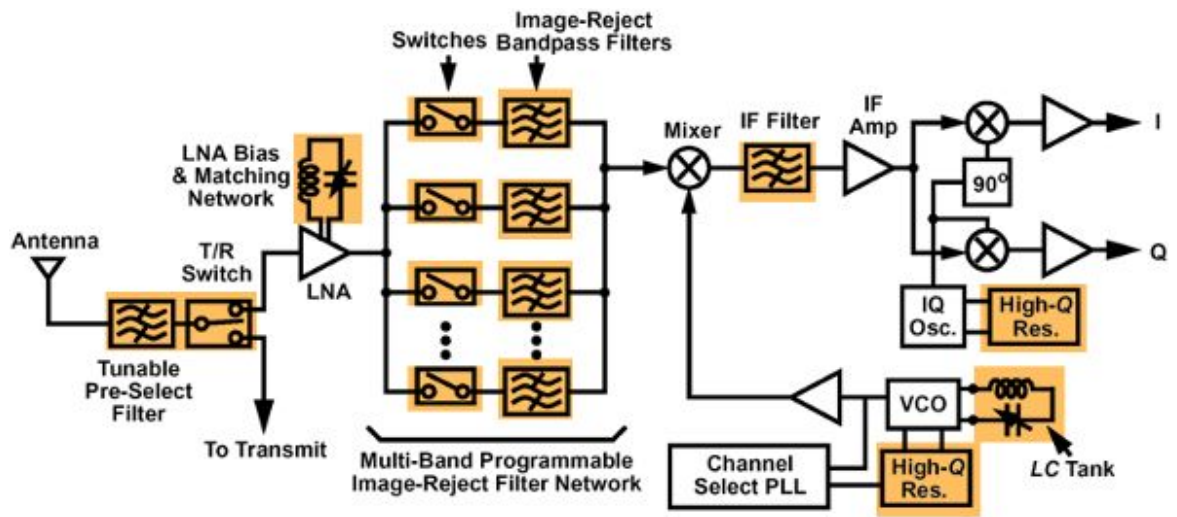 Image-Reject
Bandpass Filters
Switches
LNA Bias
& Matching
Network
Mixer
IF Filter
IF
Amp
I
90°
Antenna
T/R
Switch
LNA
Q
IQ
Osc.
High-Q
Res.
Tunable
Pre-Select
Filter
To Transmit
Multi-Band Programmable
Image-Reject Filter Network
VCO
Channel
Select PLL
High-Q
Res.
LC Tank